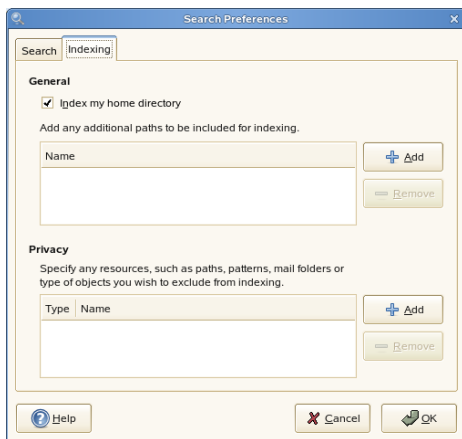 Search Preferences
Search
Indexing
General
Index my home directory
Add any additional paths to be included for indexing.
Name
Add
Remove
Privacy
Specify any resources, such as paths, patterns, mail folders or
type of objects you wish to exclude from indexing.
Type Name
Add
Remove
Help
Cancel
OK